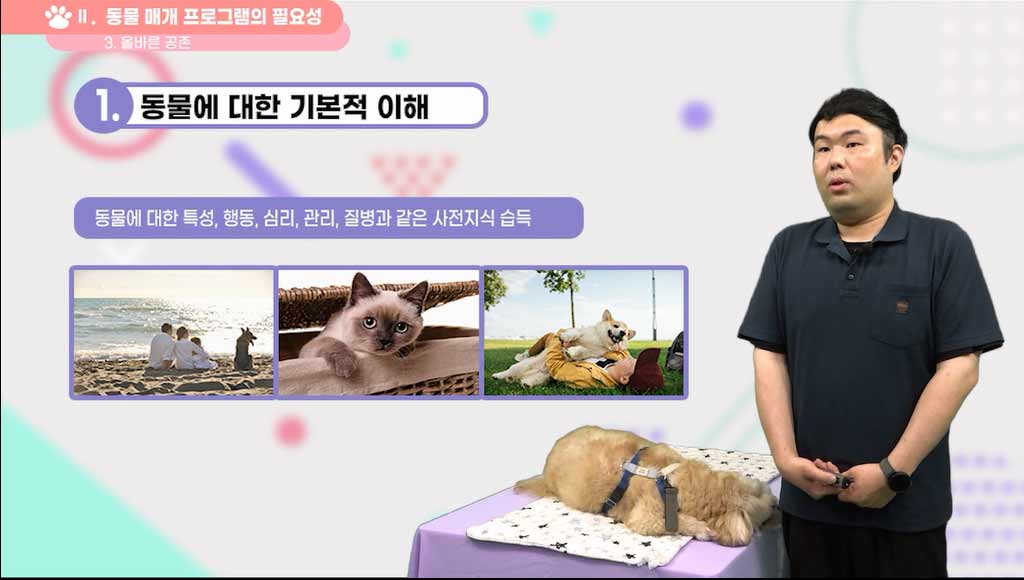 Ⅱ. 동물 매개 프로그램의 필요성
3. 올바른 공존
1. 동물에 대한 기본적 이해
동물에 대한 특성, 행동, 심리, 관리, 질병과 같은 사전지식 습득